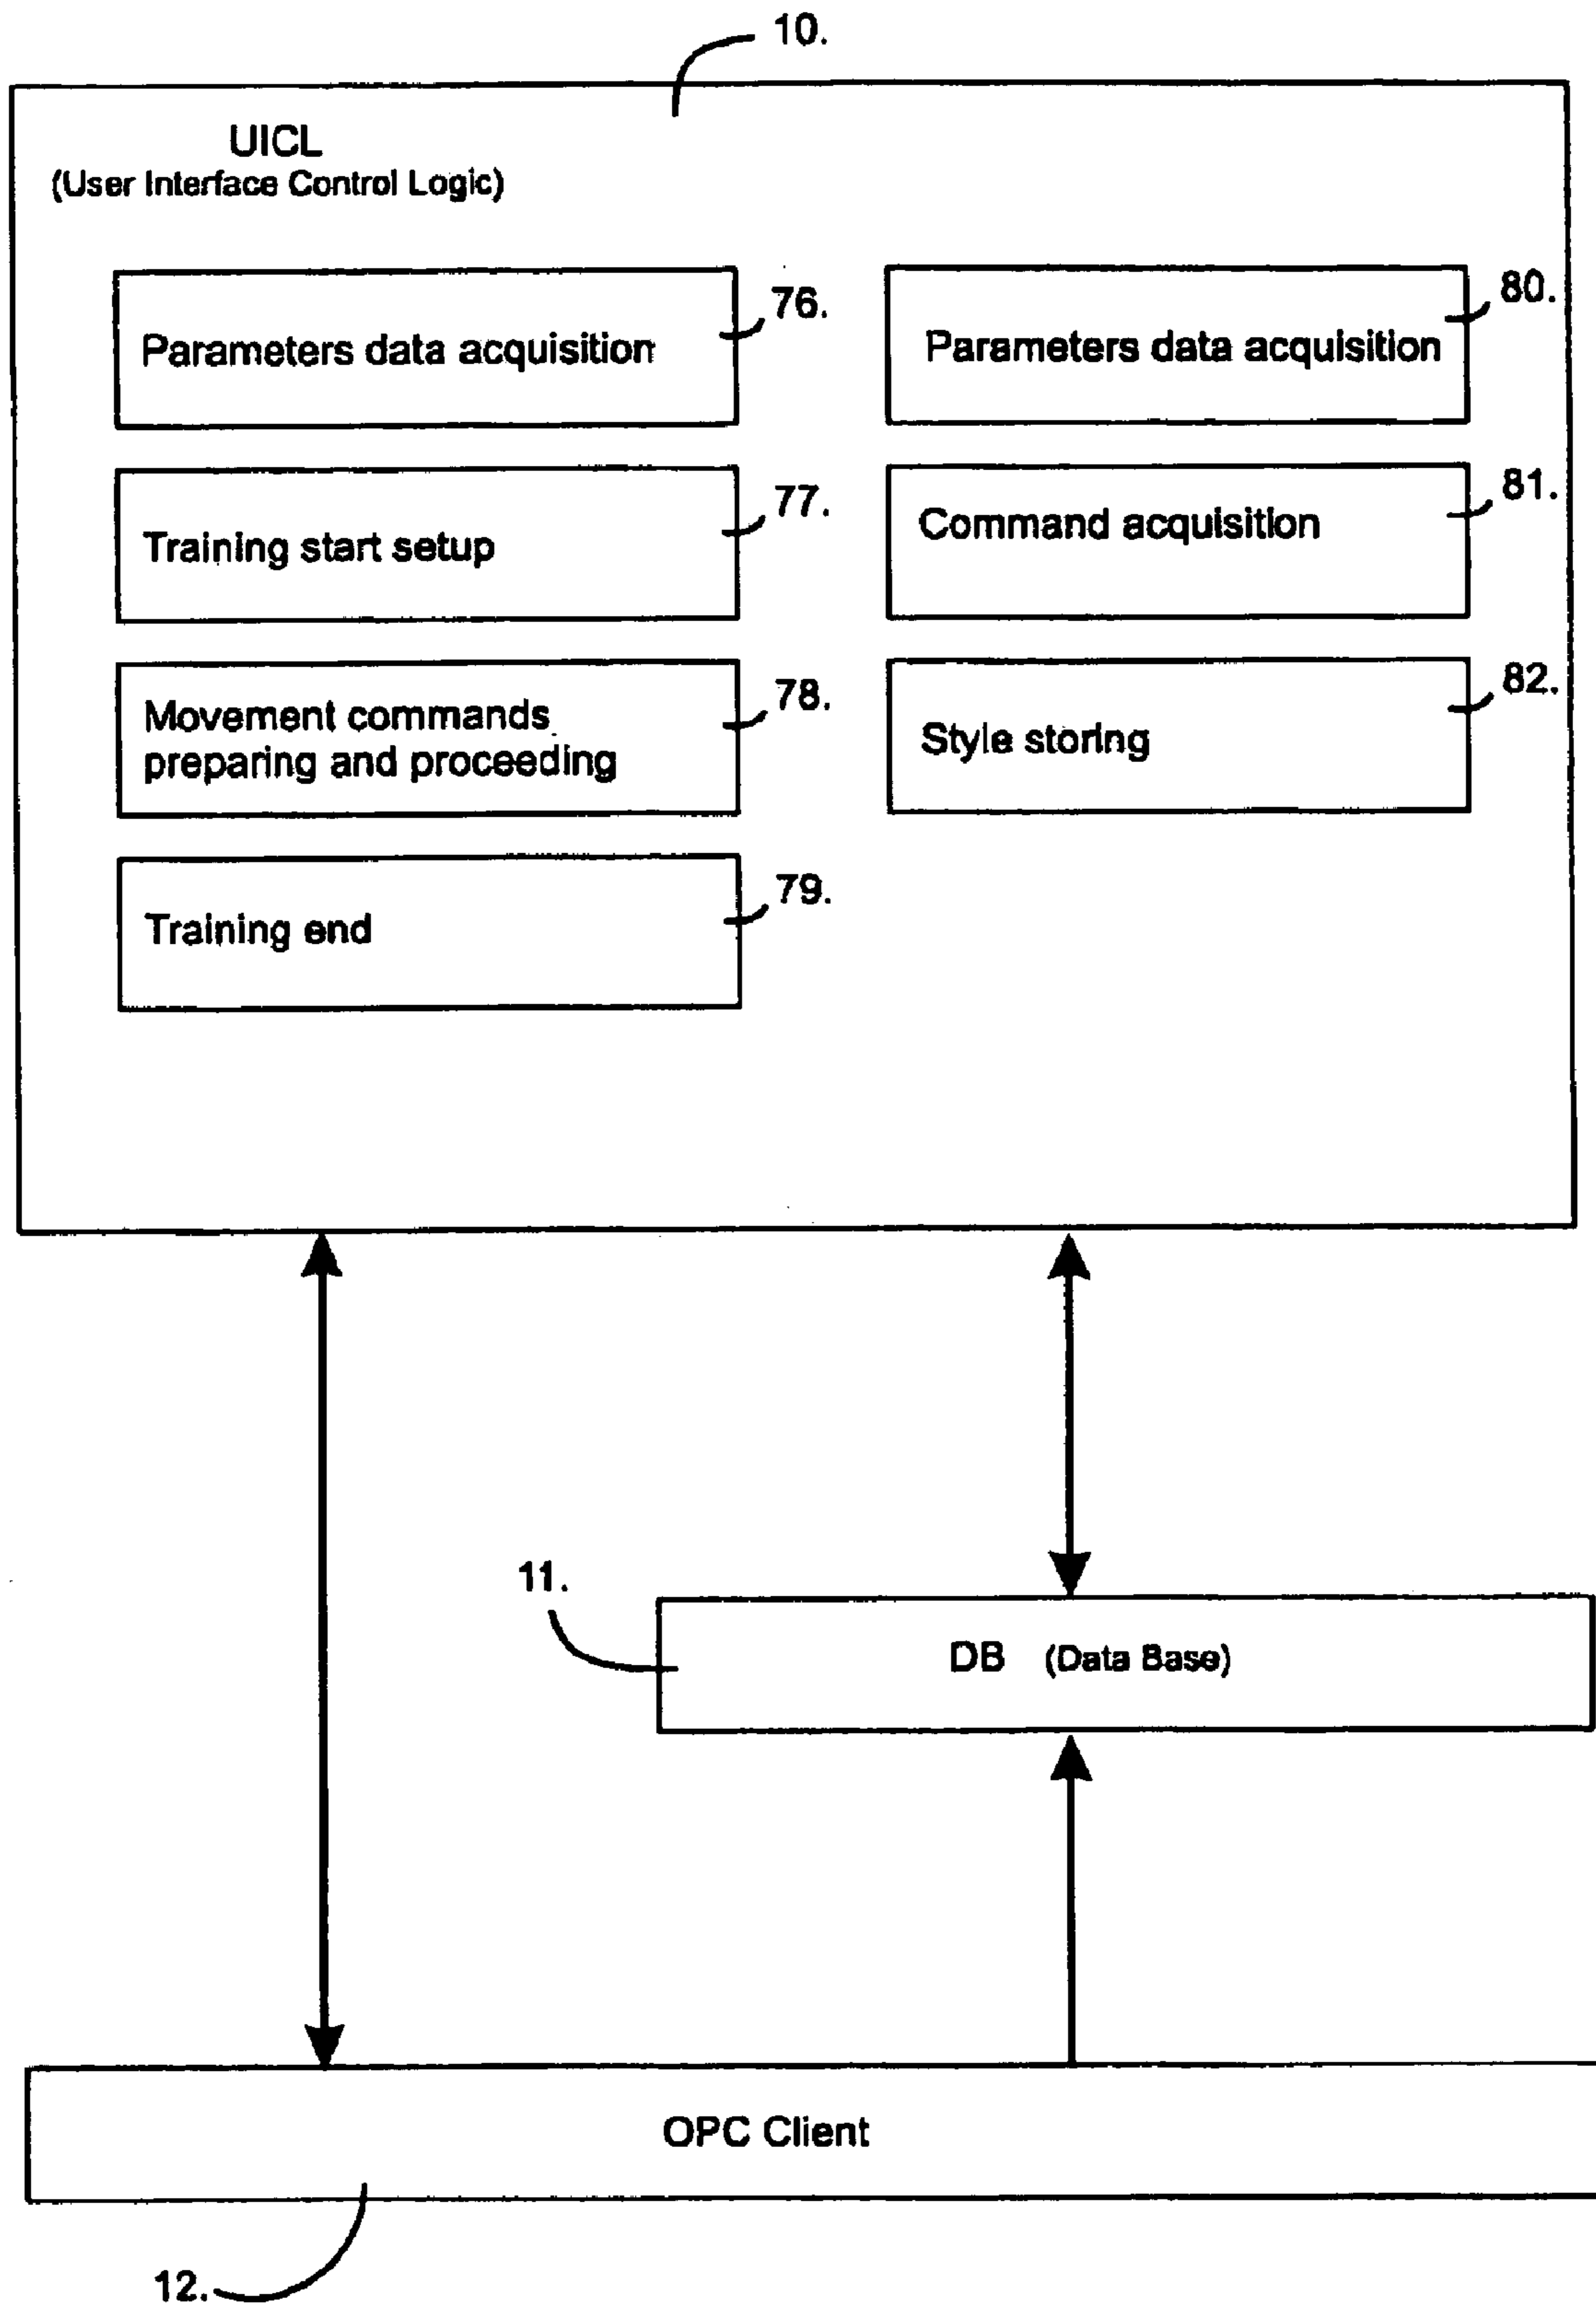 10.
UICL
(User Interface Control Logic)
Parameters data acquisition
76.
Training start setup
77.
Movement commands
preparing and proceeding
78.
Training end
79.
Parameters data acquisition
80.
Command acquisition
81.
Style storing
82.
11.
DB (Data Base)
OPC Client
12.